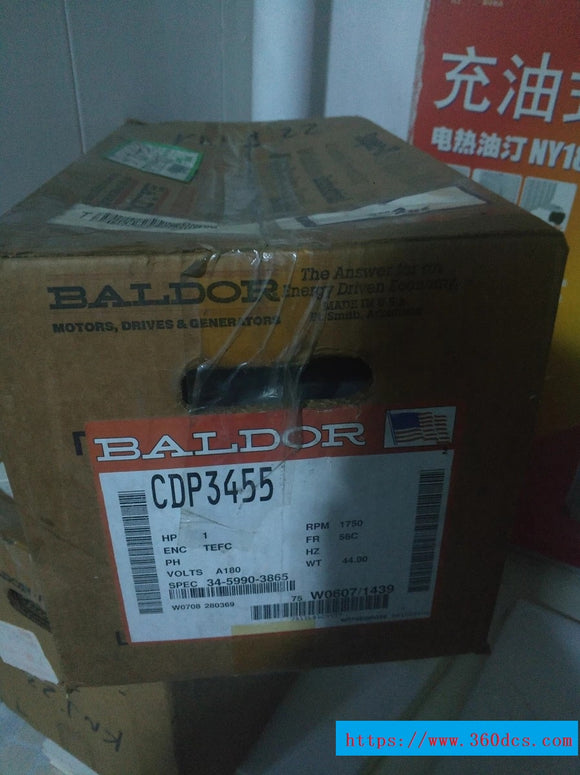 充油式
电热油汀 NY18
BALDOR
MOTORS, DRIVES & GENERATORS
The Answer for an
Energy Driven Economy
MADE IN U.S.A
Ft. Smith, Arkansas
BALDOR
CDP3455
HP 1
RPM 1750
ENC TEFC
FR 56C
PH
HZ
VOLTS A180
WT 44.00
SPEC 34-5990-3865
75 W0607/1439
W0708 280369
https://www.360dcs.com